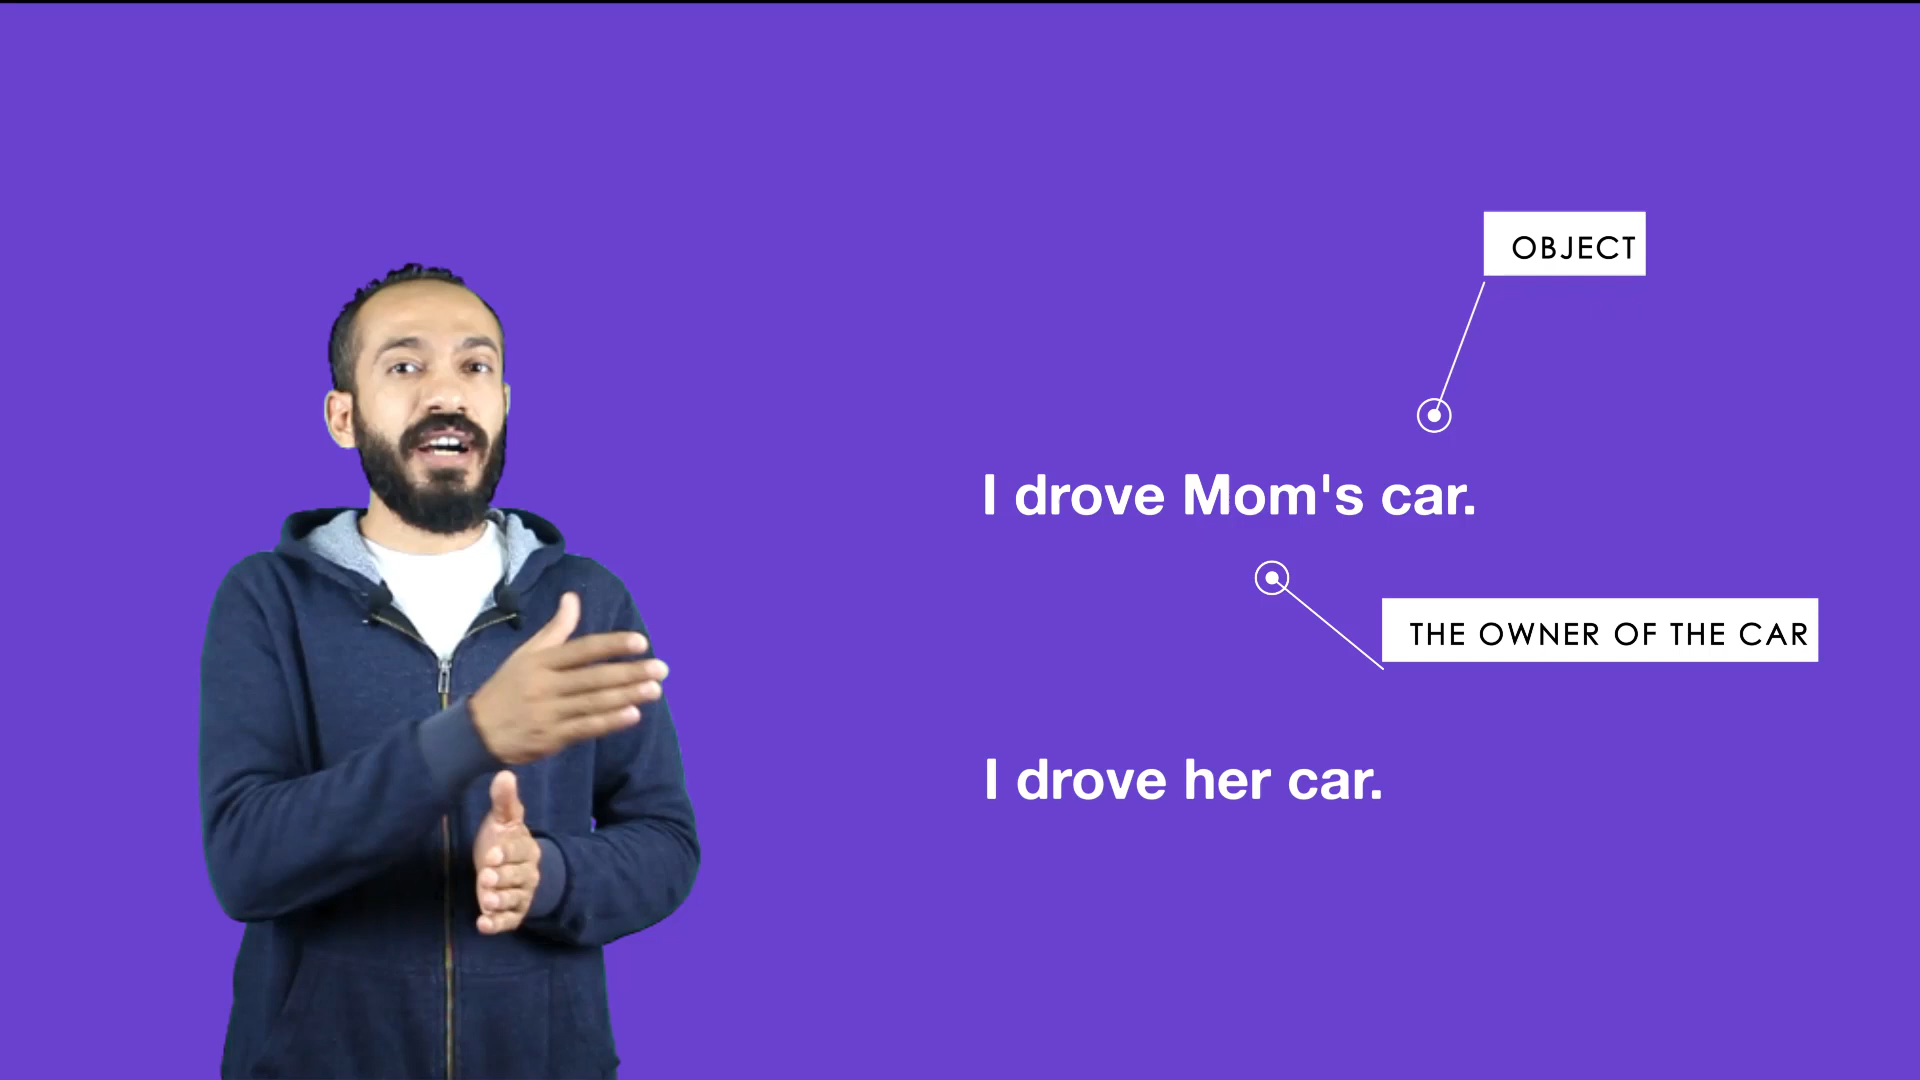 OBJECT
I drove Mom's car.
THE OWNER OF THE CAR
I drove her car.